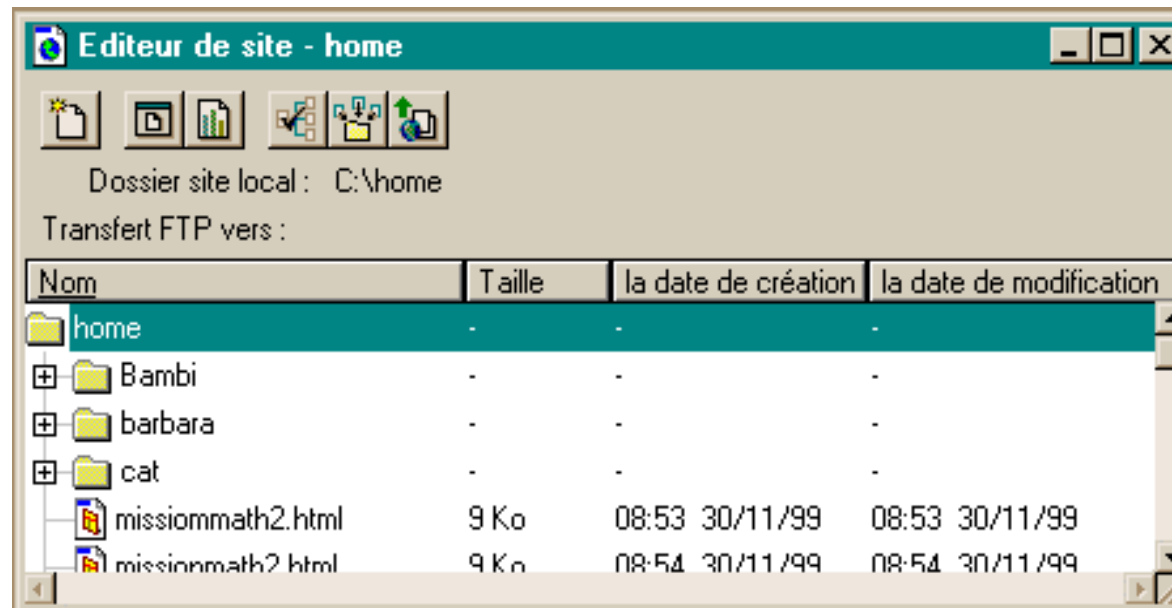 Editeur de site - home
Dossier site local : C:\home
Transfert FTP vers :
Nom Taille la date de création la date de modification
home - - -
Bambi - - -
barbara - - -
cat - - -
missiommath2.html 9 Ko 08:53 30/11/99 08:53 30/11/99
missionmath2.html 9 Ko 08:54 30/11/99 08:54 30/11/99